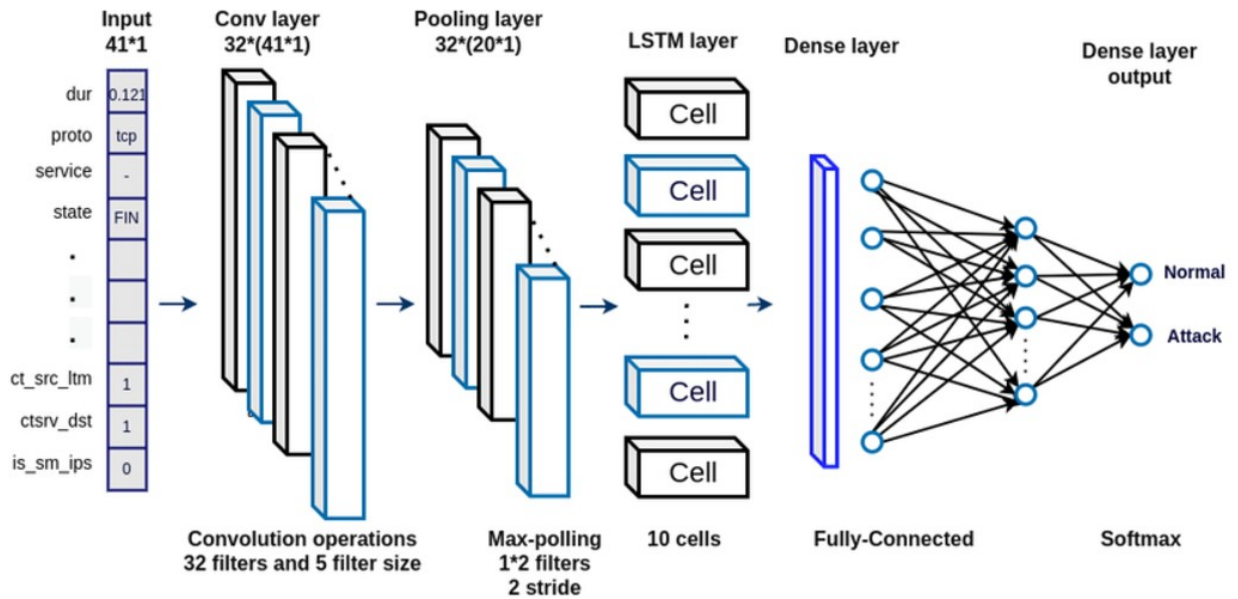 Input
41*1
Conv layer
32*(41*1)
Pooling layer
32*(20*1)
LSTM layer
Dense layer
Dense layer
output
dur
0.121
proto
tcp
service
-
state
FIN
ct_src_ltm
1
ctsrv_dst
1
is_sm_ips
0
Cell
Cell
Cell
Cell
Cell
Normal
Attack
Convolution operations
32 filters and 5 filter size
Max-polling
1*2 filters
2 stride
10 cells
Fully-Connected
Softmax